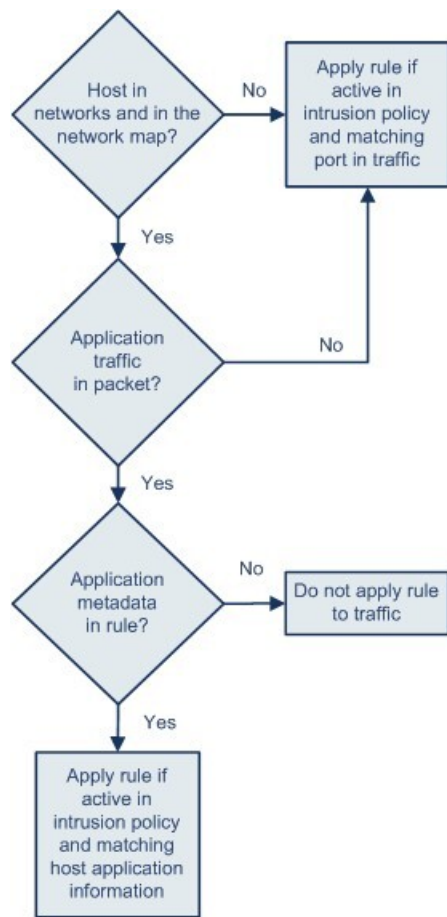 Host in
networks and in the
network map?
No
Apply rule if
active in
intrusion policy
and matching
port in traffic
Yes
Application
traffic
in packet?
No
Yes
Application
metadata
in rule?
No
Do not apply rule
to traffic
Yes
Apply rule if
active in
intrusion policy
and matching
host application
information